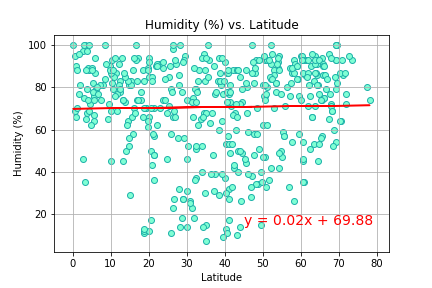 Humidity (%) vs. Latitude
100
80
60
40
20
Humidity (%)
y = 0.02x + 69.88
0 10 20 30 40 50 60 70 80
Latitude